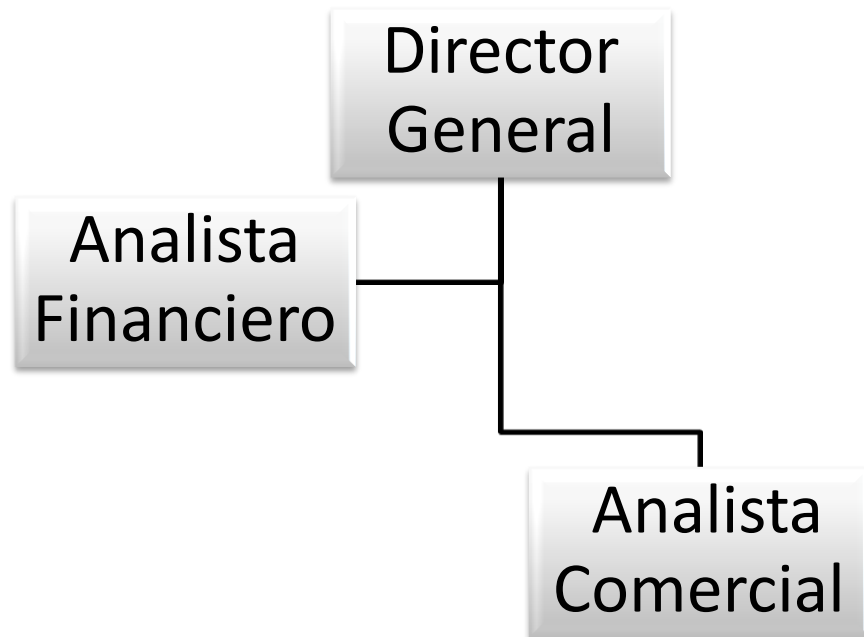 Director
General
Analista
Financiero
Analista
Comercial